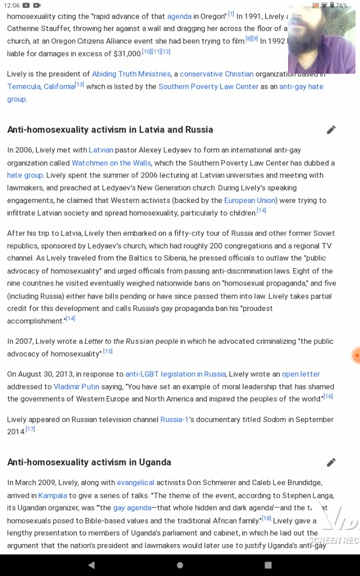 12:06
76%
homosexuality citing the "rapid advance of that agenda in Oregon".[1] In 1991, Lively
Catherine Stauffer, throwing her against a wall and dragging her across the floor of a
church, at an Oregon Citizens Alliance event she had been trying to film.[8][9] In 1992
liable for damages in excess of $31,000.[10][11][12]
Lively is the president of Abiding Truth Ministries, a conservative Christian organization based in
Temecula, California[13] which is listed by the Southern Poverty Law Center as an anti-gay hate
group.
Anti-homosexuality activism in Latvia and Russia
In 2006, Lively met with Latvian pastor Alexey Ledyaev to form an international anti-gay
organization called Watchmen on the Walls, which the Southern Poverty Law Center has dubbed a
hate group. Lively spent the summer of 2006 lecturing at Latvian universities and meeting with
lawmakers, and preached at Ledyaev's New Generation church. During Lively's speaking
engagements, he claimed that Western activists (backed by the European Union) were trying to
infiltrate Latvian society and spread homosexuality, particularly to children.[14]
After his trip to Latvia, Lively then embarked on a fifty-city tour of Russia and other former Soviet
republics, sponsored by Ledyaev's church, which had roughly 200 congregations and a regional TV
channel. As Lively traveled from the Baltics to Siberia, he pressed officials to outlaw the "public
advocacy of homosexuality" and urged officials from passing anti-discrimination laws. Eight of the
nine countries he visited eventually weighed nationwide bans on "homosexual propaganda," and five
(including Russia) either have bills pending or have since passed them into law. Lively takes partial
credit for this development and calls Russia's gay propaganda ban his "proudest
accomplishment."[14]
In 2007, Lively wrote a Letter to the Russian people in which he advocated criminalizing "the public
advocacy of homosexuality".[15]
On August 30, 2013, in response to anti-LGBT legislation in Russia, Lively wrote an open letter
addressed to Vladimir Putin saying, "You have set an example of moral leadership that has shamed
the governments of Western Europe and North America and inspired the peoples of the world."[16]
Lively appeared on Russian television channel Russia-1's documentary titled Sodom in September
2014.[17]
Anti-homosexuality activism in Uganda
In March 2009, Lively, along with evangelical activists Don Schmierer and Caleb Lee Brundidge,
arrived in Kampala to give a series of talks. "The theme of the event, according to Stephen Langa,
its Ugandan organizer, was "'the gay agenda—that whole hidden and dark agenda'—and the
homosexuals posed to Bible-based values and the traditional African family".[18] Lively gave a
lengthy presentation to members of Uganda's parliament and cabinet, in which he laid out the
argument that the nation's president and lawmakers would later use to justify Uganda's anti-gay